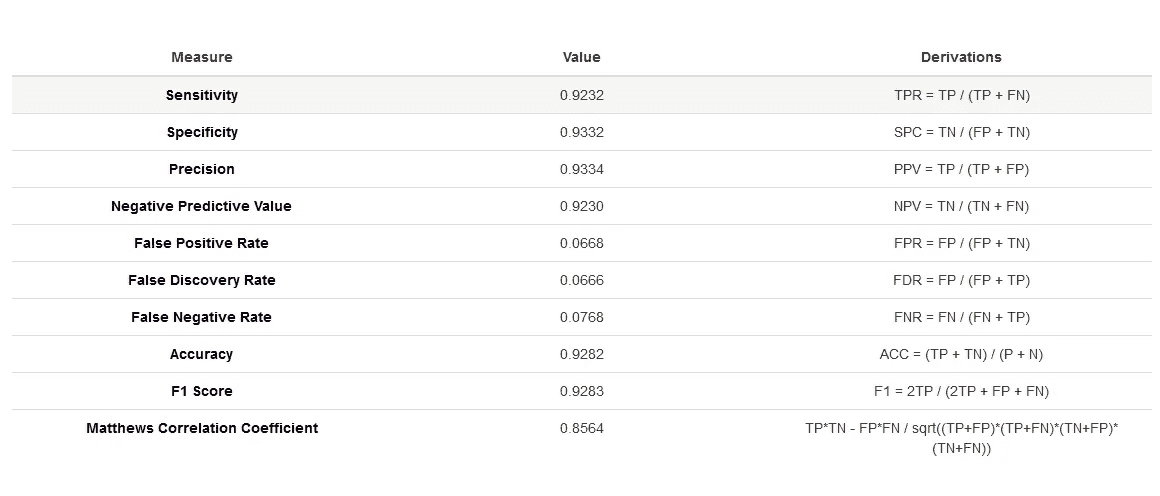 Measure Value Derivations
Sensitivity 0.9232 TPR = TP / (TP + FN)
Specificity 0.9332 SPC = TN / (FP + TN)
Precision 0.9334 PPV = TP / (TP + FP)
Negative Predictive Value 0.9230 NPV = TN / (TN + FN)
False Positive Rate 0.0668 FPR = FP / (FP + TN)
False Discovery Rate 0.0666 FDR = FP / (FP + TP)
False Negative Rate 0.0768 FNR = FN / (FN + TP)
Accuracy 0.9282 ACC = (TP + TN) / (P + N)
F1 Score 0.9283 F1 = 2TP / (2TP + FP + FN)
Matthews Correlation Coefficient 0.8564 TP*TN - FP*FN / sqrt((TP+FP)*(TP+FN)*(TN+FP)*
(TN+FN))